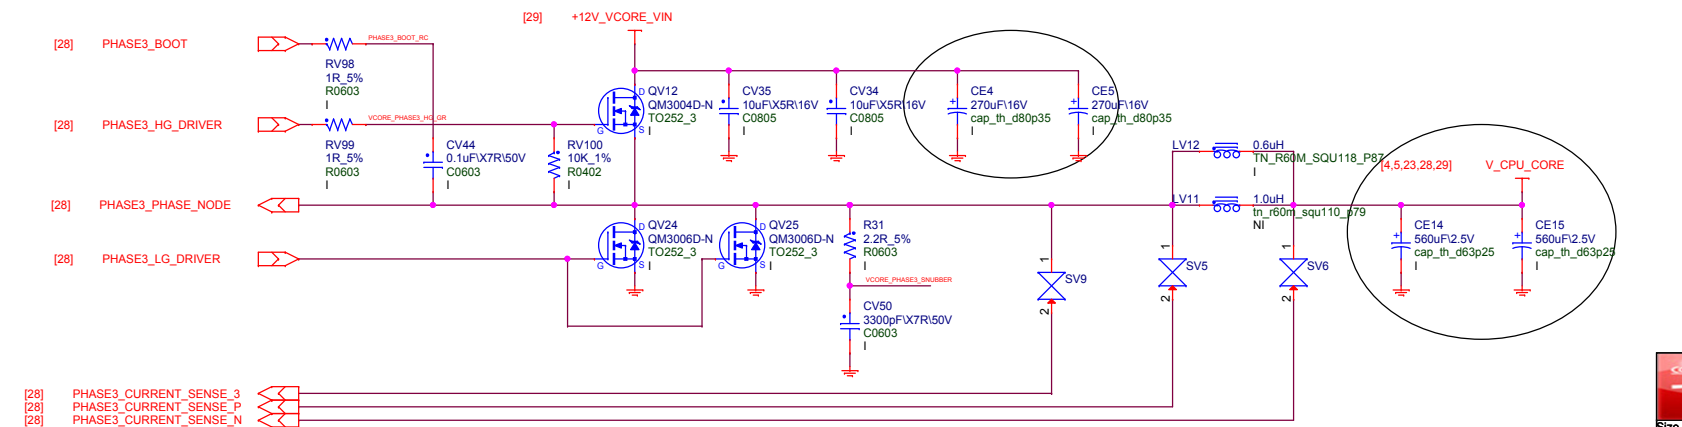 [29] +12V_VCORE_VIN
[28] PHASE3_BOOT
PHASE3_BOOT_RC
RV98
1R_5%
R0603
I
QV12
QM3004D-N
TO252_3
I
D
G
S
CV35
10uF\X5R\16V
C0805
I
CV34
10uF\X5R\16V
C0805
I
CE4
270uF\16V
cap_th_d80p35
I
CE5
270uF\16V
cap_th_d80p35
I
[28] PHASE3_HG_DRIVER
VCORE_PHASE3_HG_GR
RV99
1R_5%
R0603
I
CV44
0.1uF\X7R\50V
C0603
I
RV100
10K_1%
R0402
I
LV12
0.6uH
TN_R60M_SQU118_P87
I
[4,5,23,28,29] V_CPU_CORE
[28] PHASE3_PHASE_NODE
LV11
1.0uH
tn_r60m_squ110_p79
NI
QV24
QM3006D-N
TO252_3
I
D
G
S
QV25
QM3006D-N
TO252_3
I
D
G
S
R31
2.2R_5%
R0603
I
CE14
560uF\2.5V
cap_th_d63p25
I
CE15
560uF\2.5V
cap_th_d63p25
I
[28] PHASE3_LG_DRIVER
VCORE_PHASE3_SNUBBER
1
SV9
2
1
SV5
2
1
SV6
2
CV50
3300pF\X7R\50V
C0603
I
[28] PHASE3_CURRENT_SENSE_3
[28] PHASE3_CURRENT_SENSE_P
[28] PHASE3_CURRENT_SENSE_N